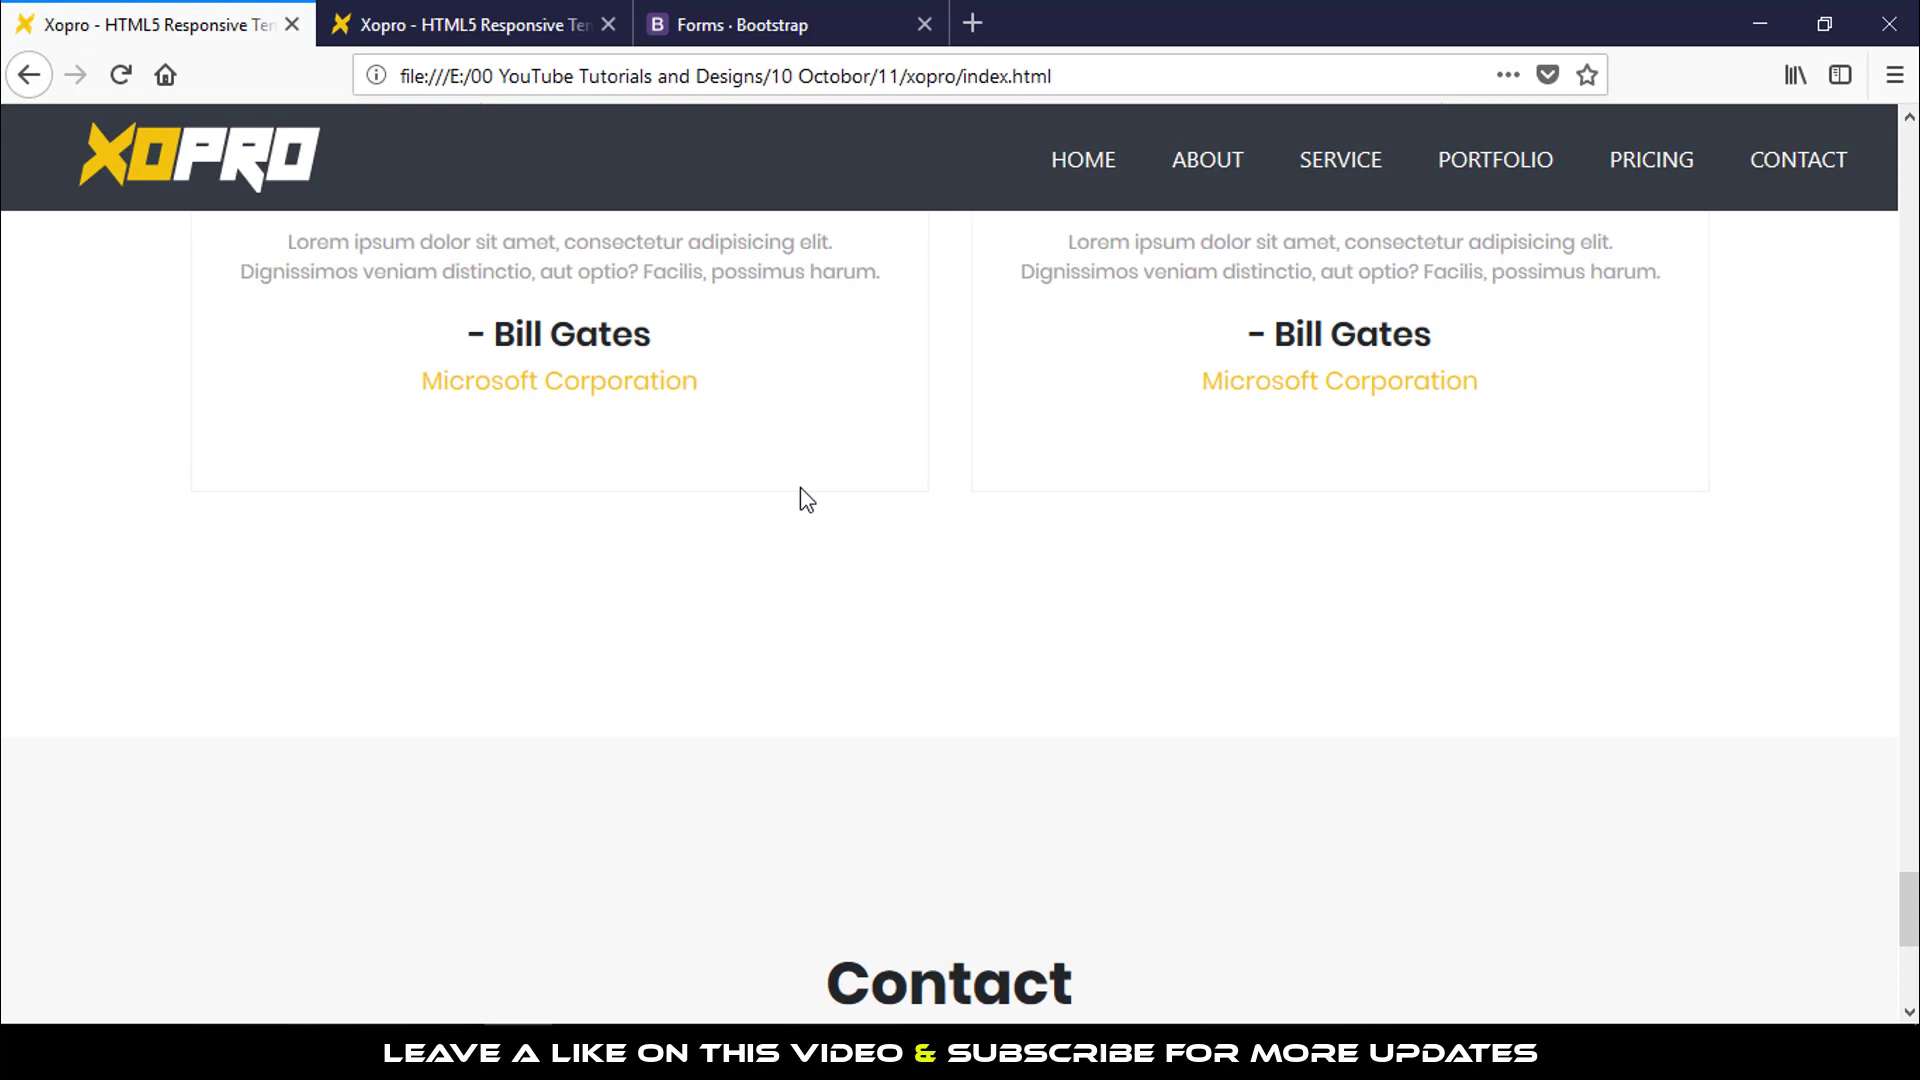 Xopro - HTML5 Responsive Ten
Xopro - HTML5 Responsive Ten
B Forms · Bootstrap
file:///E:/00 YouTube Tutorials and Designs/10 Octobor/11/xopro/index.html
XOPRO
HOME ABOUT SERVICE PORTFOLIO PRICING CONTACT
Lorem ipsum dolor sit amet, consectetur adipisicing elit.
Dignissimos veniam distinctio, aut optio? Facilis, possimus harum.
- Bill Gates
Microsoft Corporation
Lorem ipsum dolor sit amet, consectetur adipisicing elit.
Dignissimos veniam distinctio, aut optio? Facilis, possimus harum.
- Bill Gates
Microsoft Corporation
Contact
LEAVE A LIKE ON THIS VIDEO & SUBSCRIBE FOR MORE UPDATES